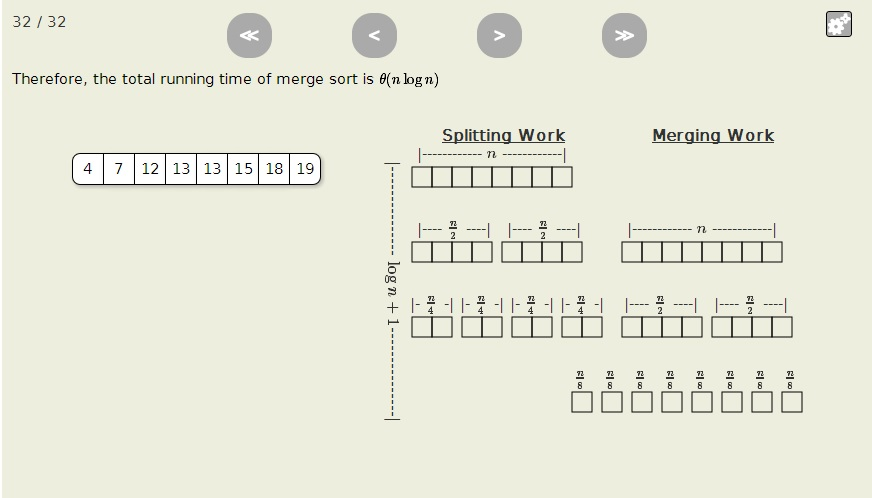 32 / 32
≪ < > ≫
Therefore, the total running time of merge sort is θ(n log n)
Splitting Work Merging Work
|------------ n ------------|
4 7 12 13 13 15 18 19
|---- n/2 ----| |---- n/2 ----| |------------ n ------------|
log n + 1
|- n/4 -| |- n/4 -| |- n/4 -| |- n/4 -| |---- n/2 ----| |---- n/2 ----|
n/8 n/8 n/8 n/8 n/8 n/8 n/8 n/8